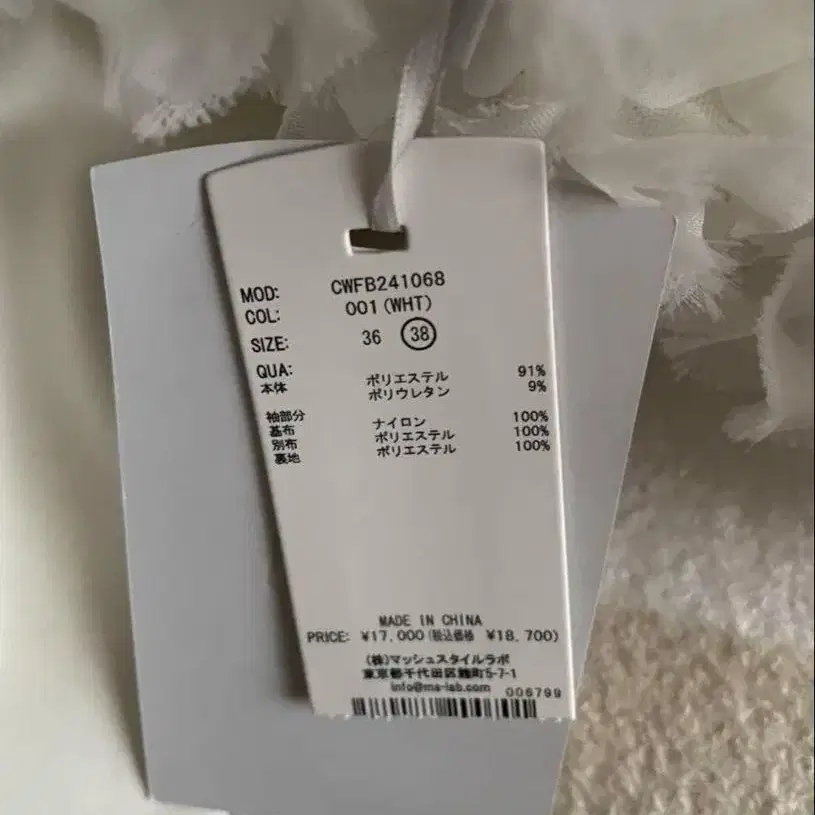 MOD: CWFB241068
COL: 001(WHT)
SIZE: 36 38
QUA:
本体 ポリエステル 91%
ポリウレタン 9%
袖部分
基布 ナイロン 100%
別布 ポリエステル 100%
裏地 ポリエステル 100%
MADE IN CHINA
PRICE: ¥17,000(税込価格 ¥18,700)
(株)マッシュスタイルラボ
東京都千代田区麹町5-7-1
info@ms-lab.com 006799